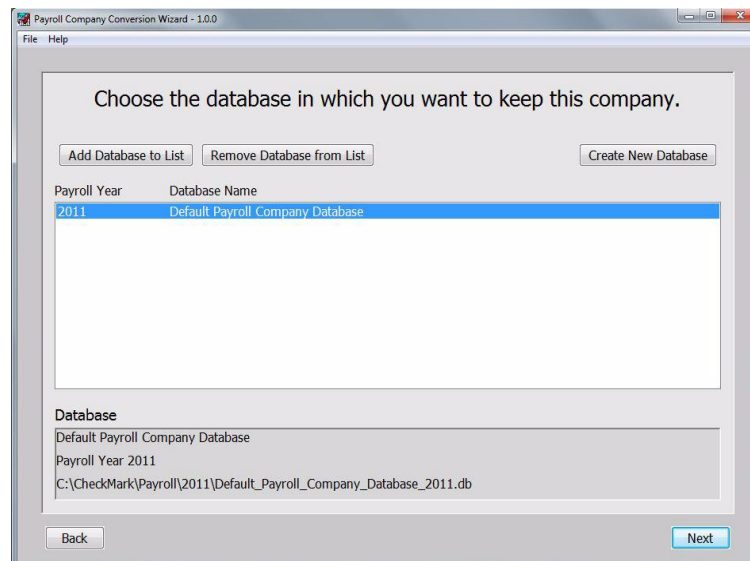 Payroll Company Conversion Wizard - 1.0.0
File Help
Choose the database in which you want to keep this company.
Add Database to List Remove Database from List Create New Database
Payroll Year Database Name
2011 Default Payroll Company Database
Database
Default Payroll Company Database
Payroll Year 2011
C:\CheckMark\Payroll\2011\Default_Payroll_Company_Database_2011.db
Back Next